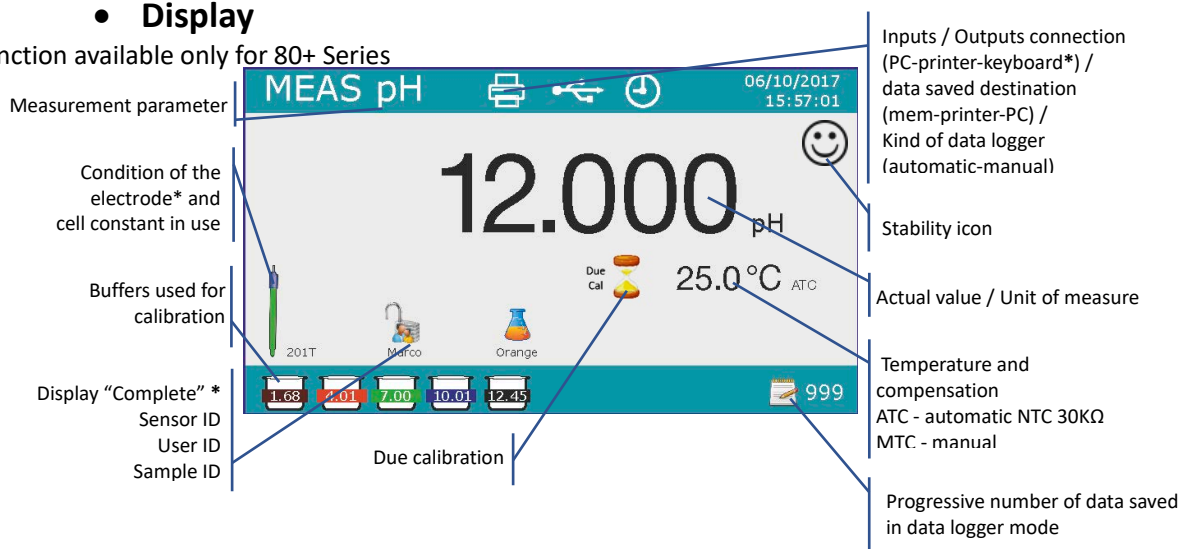 • Display
nction available only for 80+ Series
Measurement parameter
Condition of the
electrode* and
cell constant in use
Buffers used for
calibration
Display “Complete” *
Sensor ID
User ID
Sample ID
MEAS pH
06/10/2017
15:57:01
12.000 pH
Due
Cal
25.0 °C ATC
201T
Marco
Orange
1.68 4.01 7.00 10.01 12.45
999
Due calibration
Inputs / Outputs connection
(PC-printer-keyboard*) /
data saved destination
(mem-printer-PC) /
Kind of data logger
(automatic-manual)
Stability icon
Actual value / Unit of measure
Temperature and
compensation
ATC - automatic NTC 30KΩ
MTC - manual
Progressive number of data saved
in data logger mode